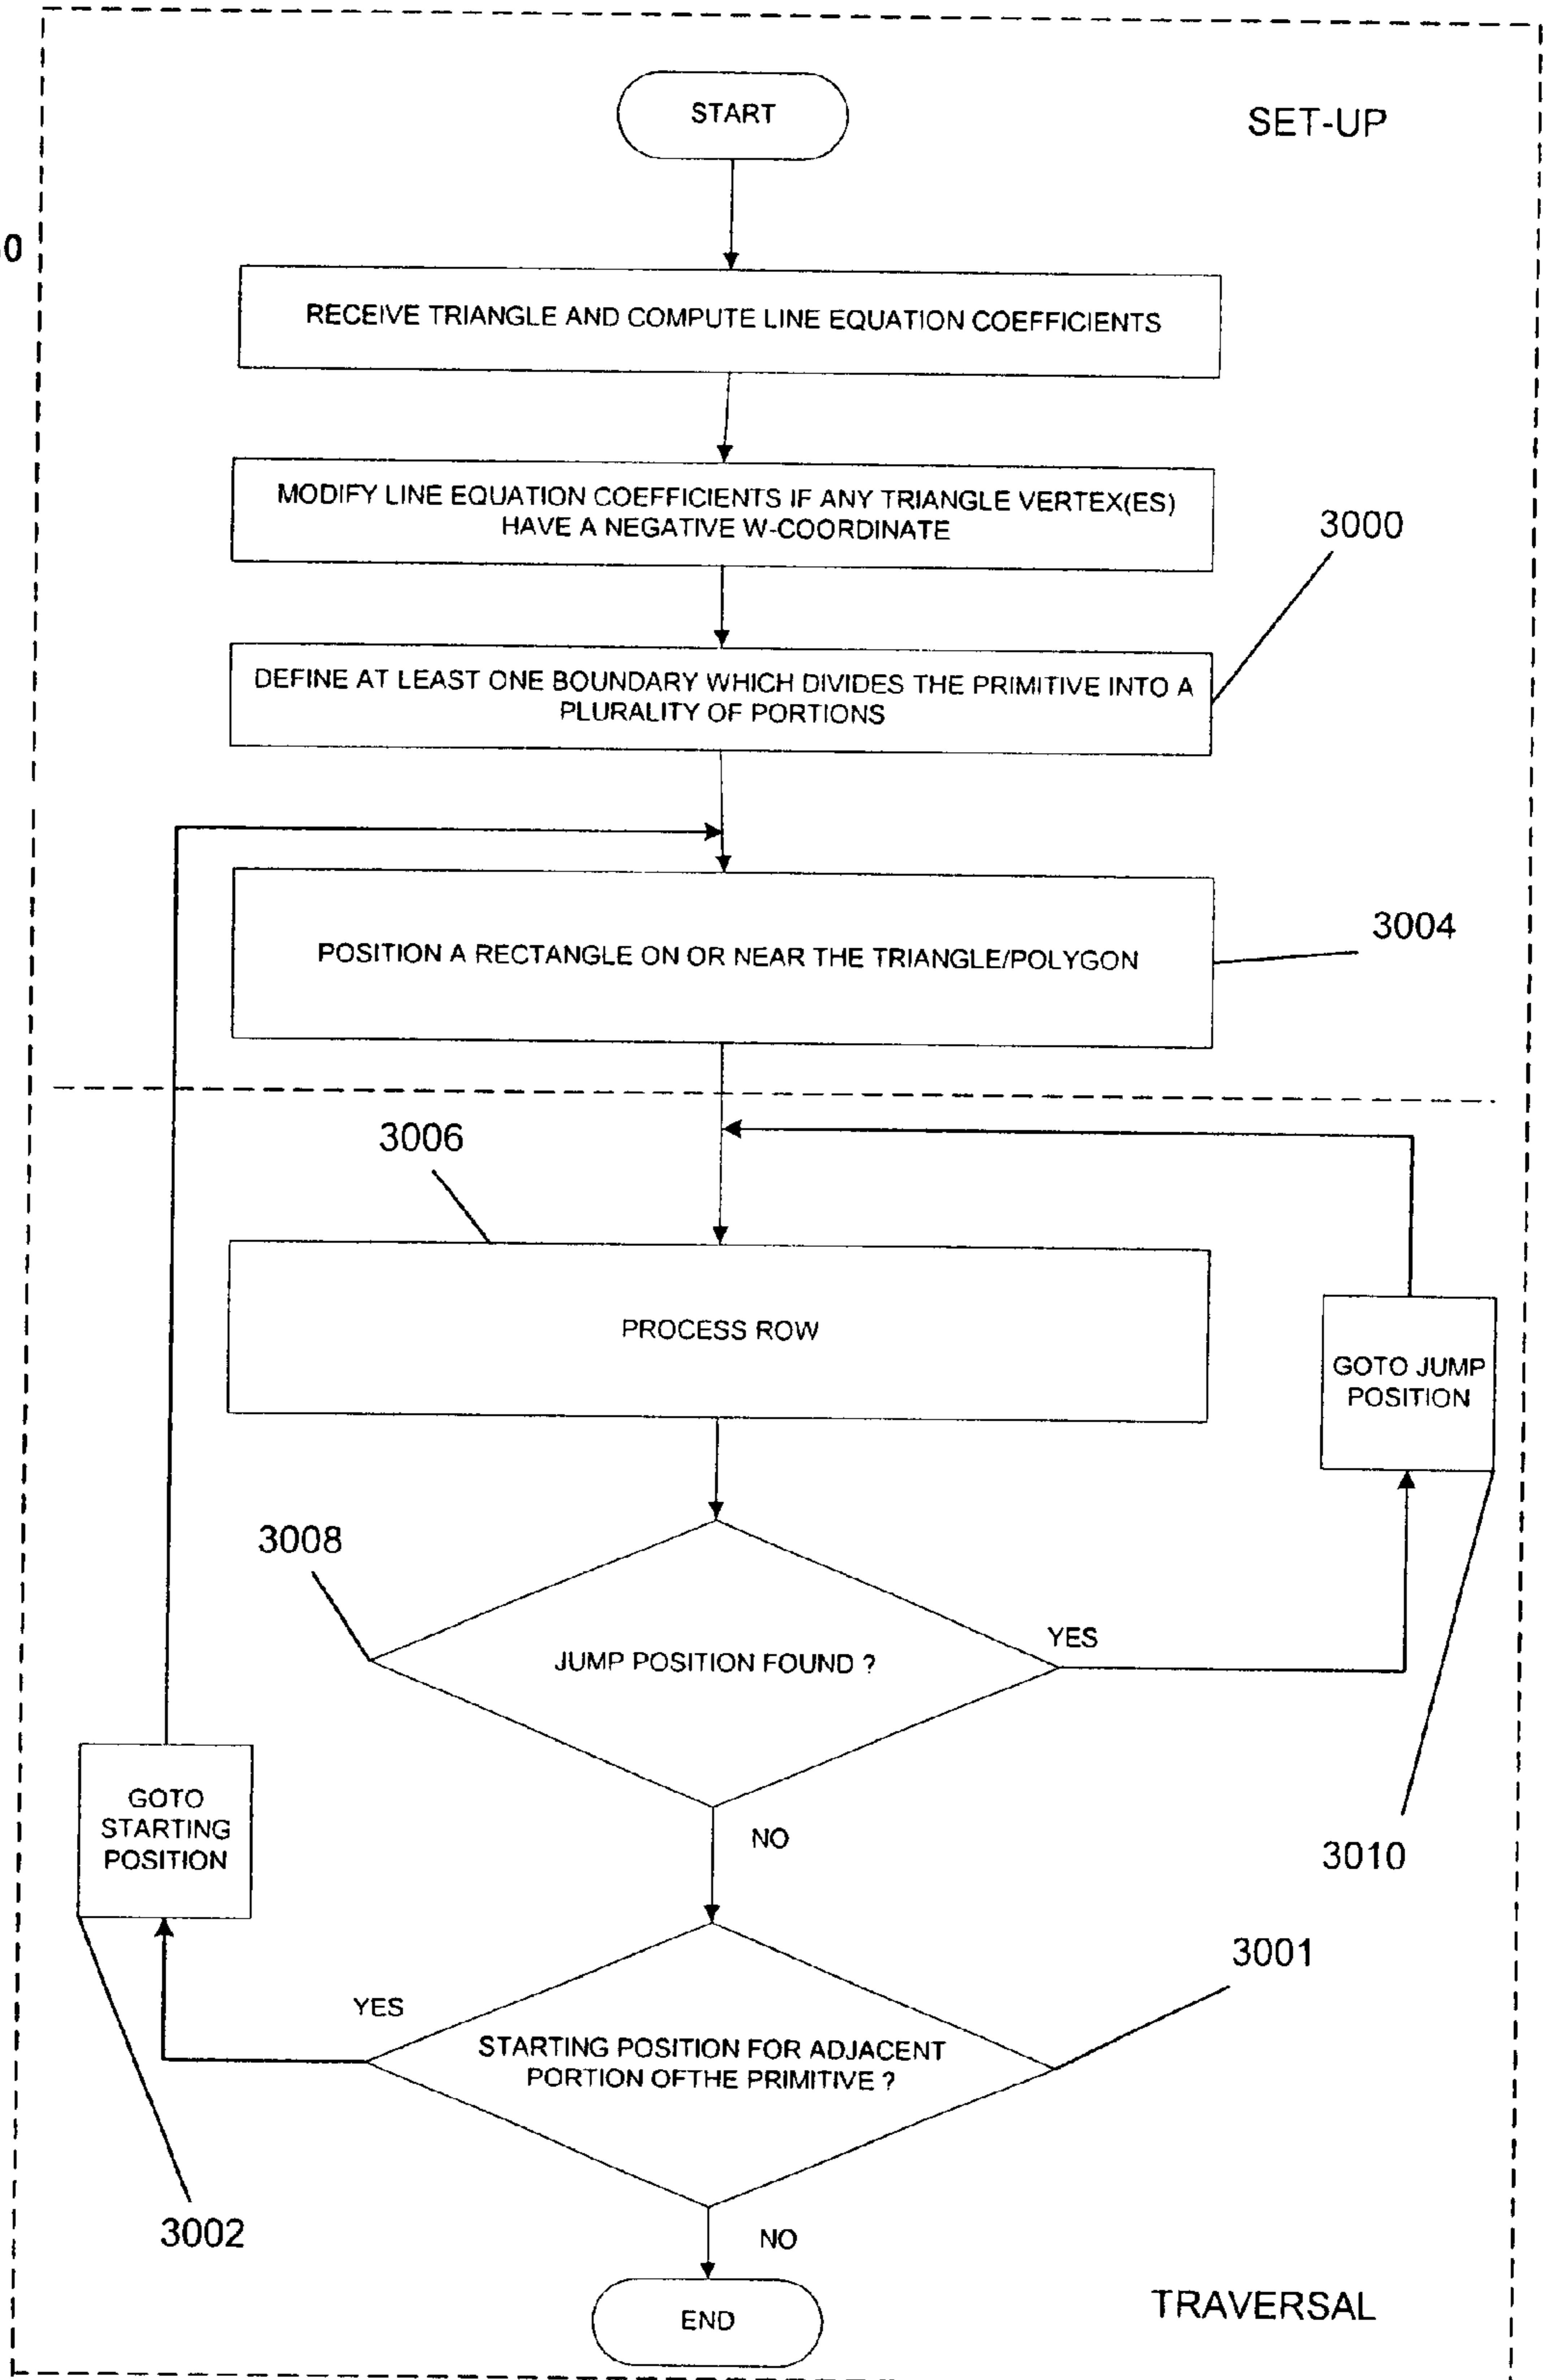 START
SET-UP
0
RECEIVE TRIANGLE AND COMPUTE LINE EQUATION COEFFICIENTS
MODIFY LINE EQUATION COEFFICIENTS IF ANY TRIANGLE VERTEX(ES)
HAVE A NEGATIVE W-COORDINATE
3000
DEFINE AT LEAST ONE BOUNDARY WHICH DIVIDES THE PRIMITIVE INTO A
PLURALITY OF PORTIONS
3004
POSITION A RECTANGLE ON OR NEAR THE TRIANGLE/POLYGON
3006
PROCESS ROW
GOTO JUMP
POSITION
3008
YES
JUMP POSITION FOUND ?
GOTO
STARTING
POSITION
NO
3010
3001
YES
STARTING POSITION FOR ADJACENT
PORTION OFTHE PRIMITIVE ?
3002
NO
TRAVERSAL
END